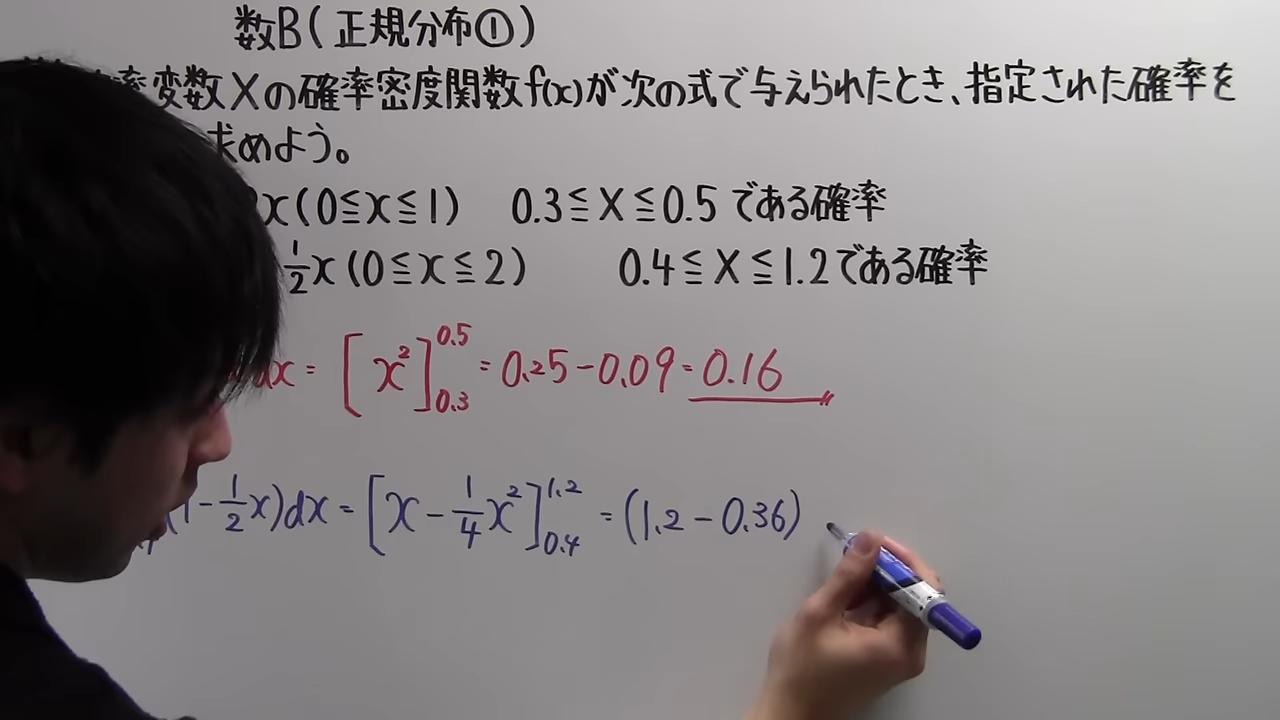 数B(正規分布①)
率変数Xの確率密度関数f(x)が次の式で与えられたとき、指定された確率を
求めよう。
x(0≦x≦1) 0.3≦X≦0.5である確率
1/2x(0≦x≦2) 0.4≦X≦1.2である確率
dx=[x²]0.5 0.3=0.25-0.09=0.16
-1/2x)dx=[x-1/4x²]1.2 0.4=(1.2-0.36)